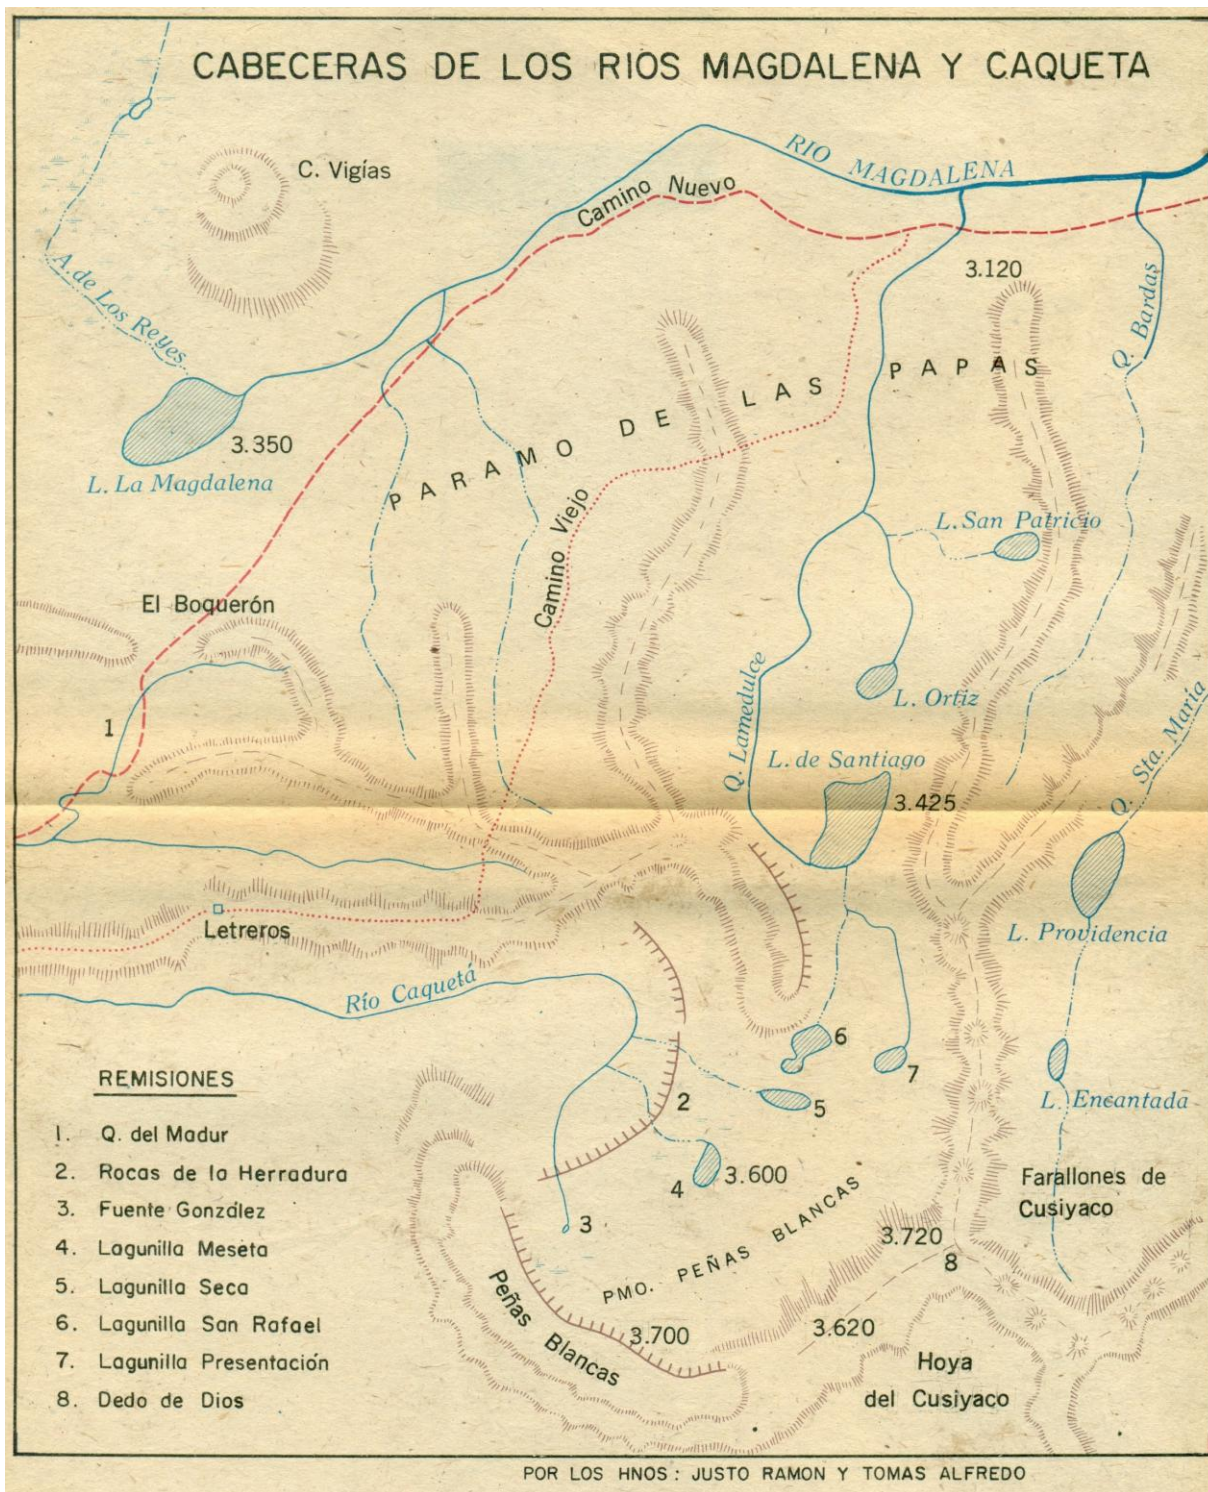 CABECERAS DE LOS RIOS MAGDALENA Y CAQUETA
C. Vigías
RIO MAGDALENA
Camino Nuevo
A. de Los Reyes
3.120
Q. Bardas
PARAMO DE LAS PAPAS
3.350
L. La Magdalena
Camino Viejo
L. San Patricio
El Boquerón
L. Ortiz
Q. Lamedulce
Q. Sta. María
1
L. de Santiago
3.425
Letreros
L. Providencia
Río Caquetá
6
7
5
2
L. Encantada
4
3.600
3
Farallones de
Cusiyaco
PMO. PEÑAS BLANCAS
3.720
8
Peñas Blancas
3.700
3.620
Hoya
del Cusiyaco
REMISIONES
1. Q. del Madur
2. Rocas de la Herradura
3. Fuente González
4. Lagunilla Meseta
5. Lagunilla Seca
6. Lagunilla San Rafael
7. Lagunilla Presentación
8. Dedo de Dios
POR LOS HNOS : JUSTO RAMON Y TOMAS ALFREDO